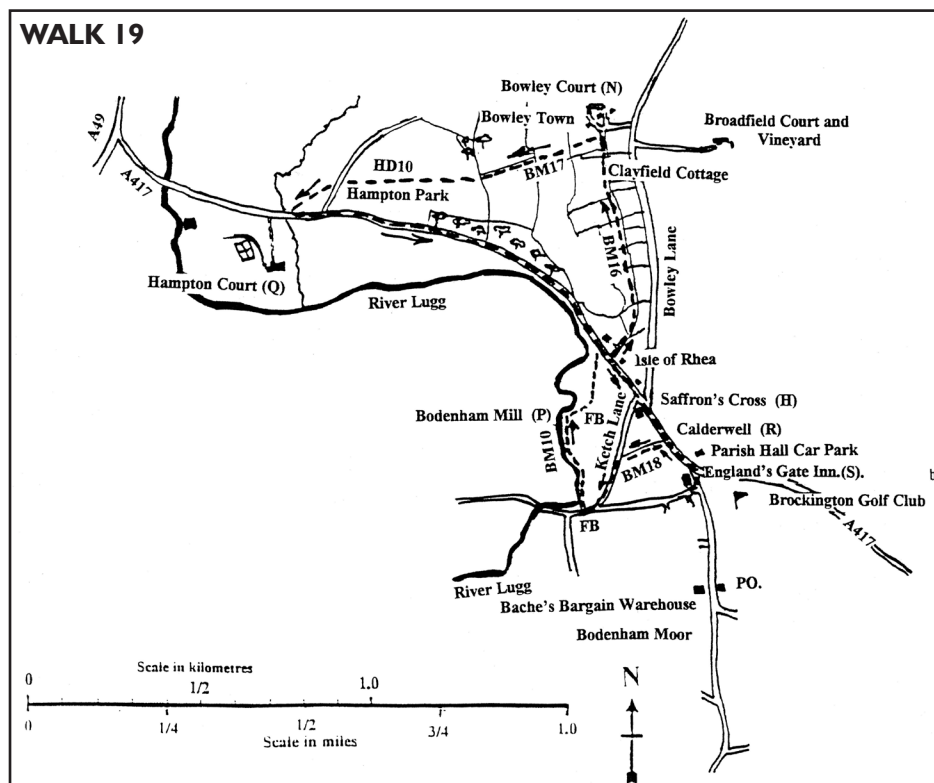 WALK 19
Bowley Court (N)
Bowley Town
Broadfield Court and
Vineyard
A49
A417
HD10
BM17
Clayfield Cottage
Hampton Park
BM16
Bowley Lane
Hampton Court (Q)
River Lugg
Isle of Rhea
Saffron's Cross (H)
Bodenham Mill (P)
FB
Ketch Lane
Calderwell (R)
BM10
Parish Hall Car Park
BM18
England's Gate Inn.(S).
Brockington Golf Club
A417
FB
River Lugg
PO.
Bache's Bargain Warehouse
Bodenham Moor
Scale in kilometres
0 1/2 1.0
N
0 1/4 1/2 3/4 1.0
Scale in miles